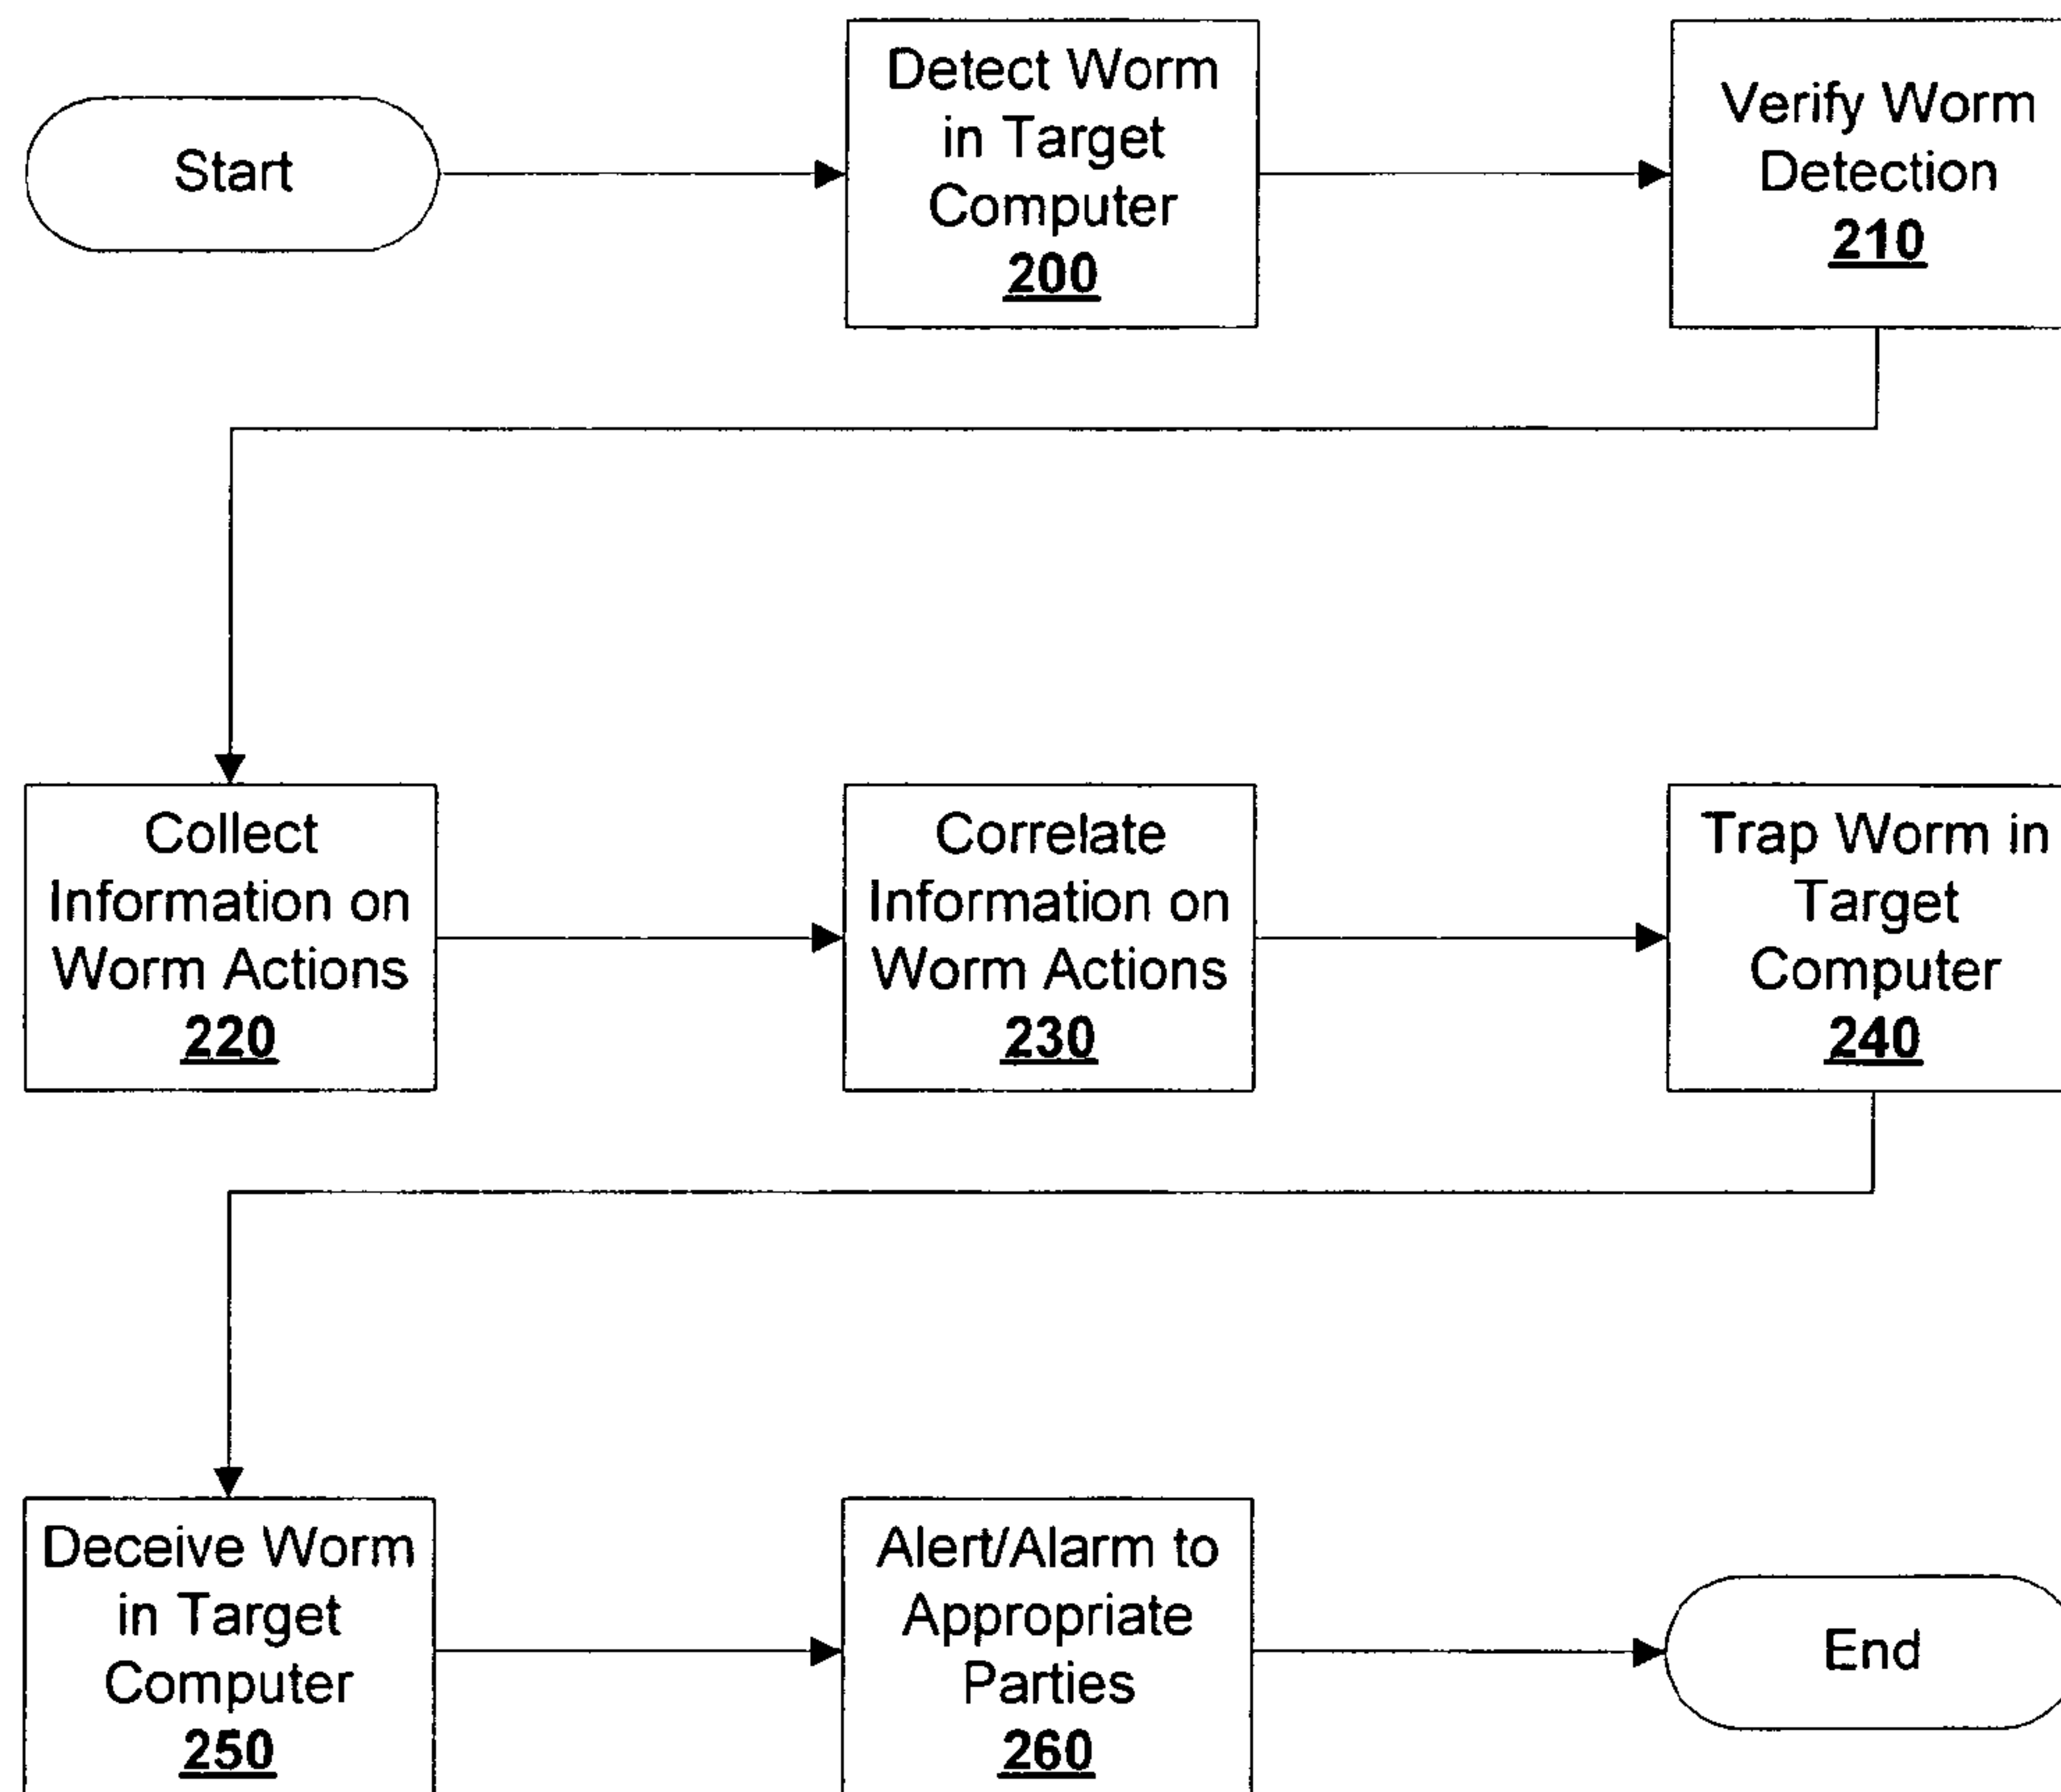 Start
Detect Worm
in Target
Computer
200
Verify Worm
Detection
210
Collect
Information on
Worm Actions
220
Correlate
Information on
Worm Actions
230
Trap Worm in
Target
Computer
240
Deceive Worm
in Target
Computer
250
Alert/Alarm to
Appropriate
Parties
260
End